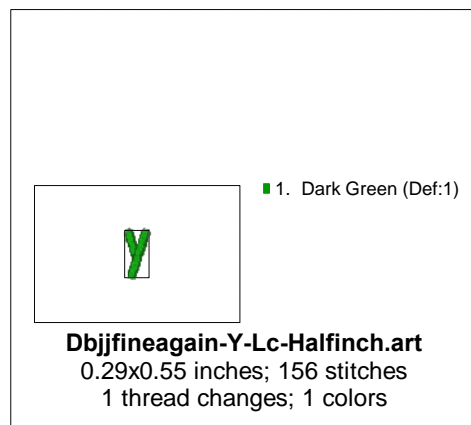 1. Dark Green (Def:1)
y
Dbjjfineagain-Y-Lc-Halfinch.art
0.29x0.55 inches; 156 stitches
1 thread changes; 1 colors